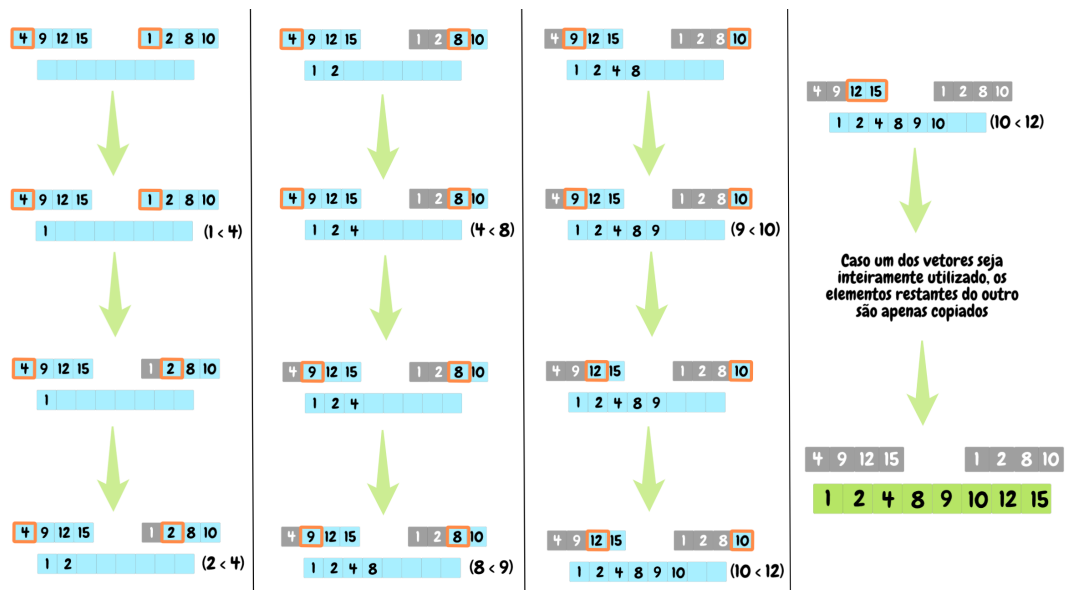 4 9 12 15 1 2 8 10
4 9 12 15 1 2 8 10
1 (1 < 4)
4 9 12 15 1 2 8 10
1
4 9 12 15 1 2 8 10
1 2 (2 < 4)
4 9 12 15 1 2 8 10
1 2
4 9 12 15 1 2 8 10
1 2 4 (4 < 8)
4 9 12 15 1 2 8 10
1 2 4
4 9 12 15 1 2 8 10
1 2 4 8 (8 < 9)
4 9 12 15 1 2 8 10
1 2 4 8
4 9 12 15 1 2 8 10
1 2 4 8 9 (9 < 10)
4 9 12 15 1 2 8 10
1 2 4 8 9
4 9 12 15 1 2 8 10
1 2 4 8 9 10 (10 < 12)
4 9 12 15 1 2 8 10
1 2 4 8 9 10 (10 < 12)
Caso um dos vetores seja
inteiramente utilizado, os
elementos restantes do outro
são apenas copiados
4 9 12 15 1 2 8 10
1 2 4 8 9 10 12 15